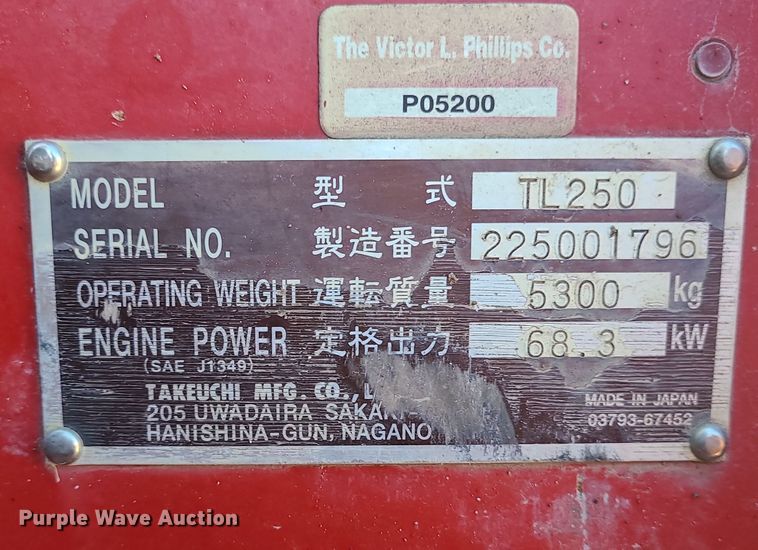 The Victor L. Phillips Co.
P05200
MODEL 型 式 TL250
SERIAL NO. 製造番号 225001796
OPERATING WEIGHT 運転質量 5300 kg
ENGINE POWER 定格出力 68.3 kW
(SAE J1349)
TAKEUCHI MFG. CO.,
205 UWADAIRA
HANISHINA-GUN, NAGANO
MADE IN JAPAN
03793-67452
Purple Wave Auction